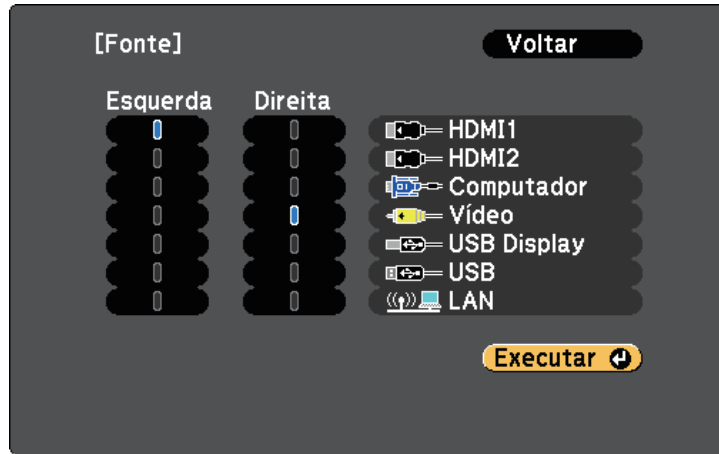 [Fonte] Voltar
Esquerda Direita
HDMI1
HDMI2
Computador
Vídeo
USB Display
USB
LAN
Executar